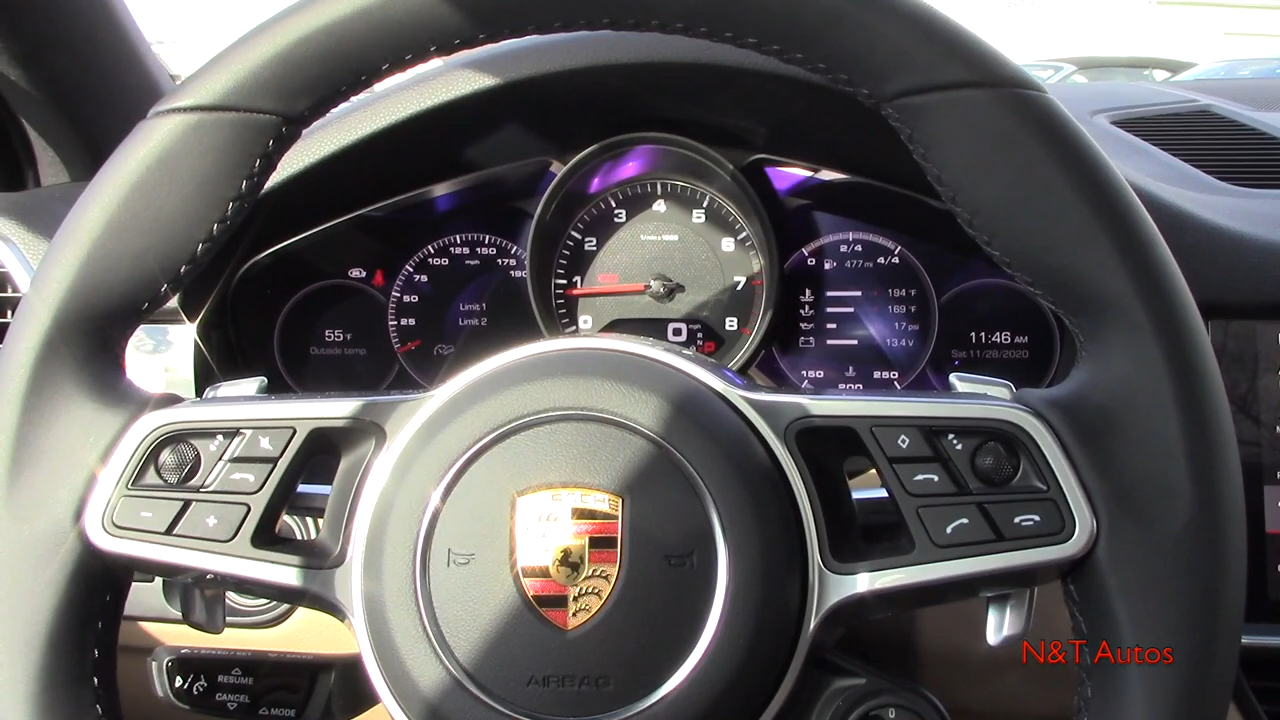 125 150
100 mph 175
75 190
50
25
Limit 1
Limit 2
55°F
Outside temp.
4
3 5
1/min x 1000
2 6
1 7
0 8
0 mph
R
N
P
2/4
0 4/4
477 mi
194 °F
169 °F
17 psi
13.4 V
150 250
200
11:46 AM
Sat 11/28/2020
- +
AIRBAG
RESUME
CANCEL
MODE
0
N&T Autos